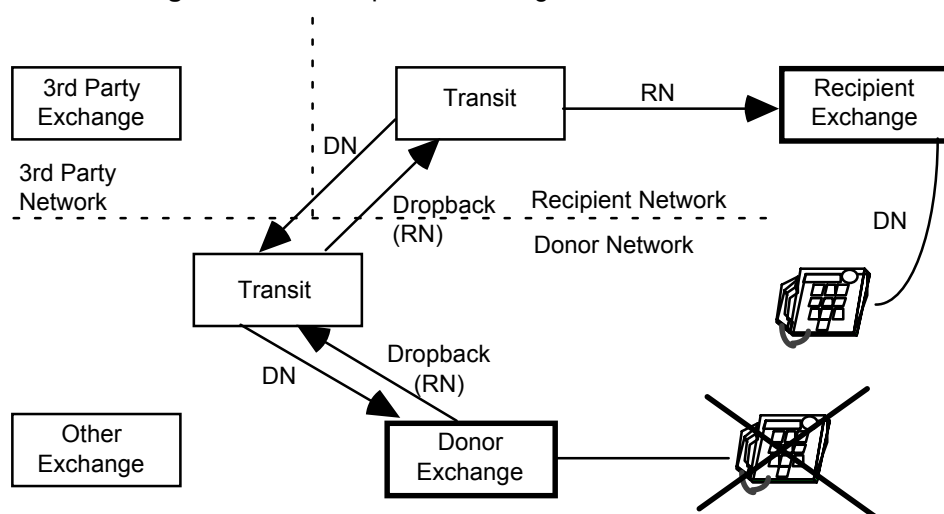 3rd Party
Exchange
Transit
RN
Recipient
Exchange
DN
3rd Party
Network
Dropback
(RN)
Recipient Network
Donor Network
DN
Transit
DN
Dropback
(RN)
Other
Exchange
Donor
Exchange